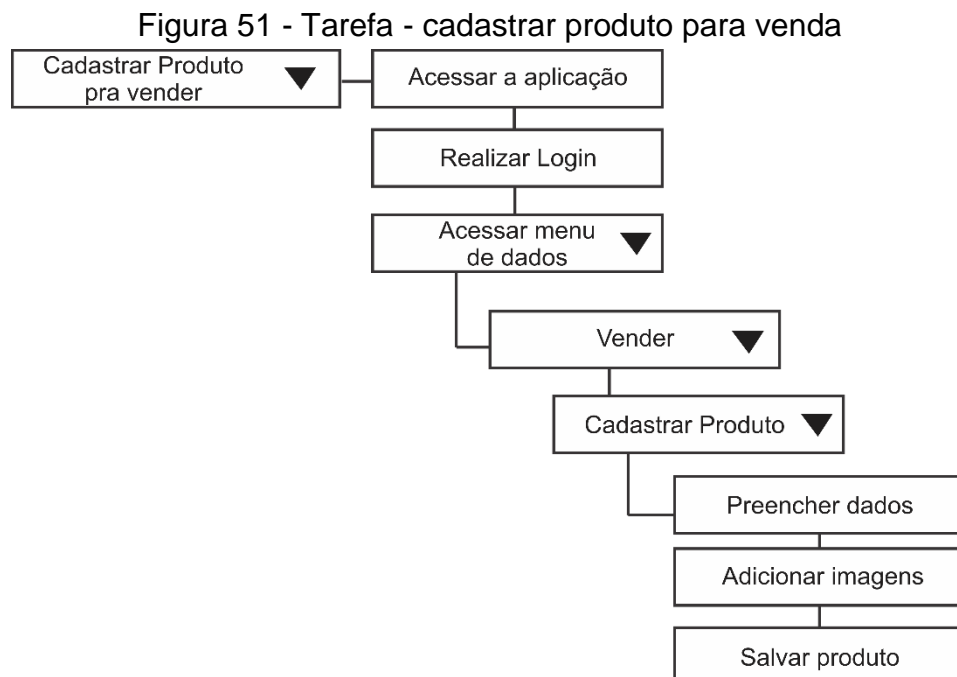 Figura 51 - Tarefa - cadastrar produto para venda
Cadastrar Produto
pra vender
Acessar a aplicação
Realizar Login
Acessar menu
de dados
Vender
Cadastrar Produto
Preencher dados
Adicionar imagens
Salvar produto